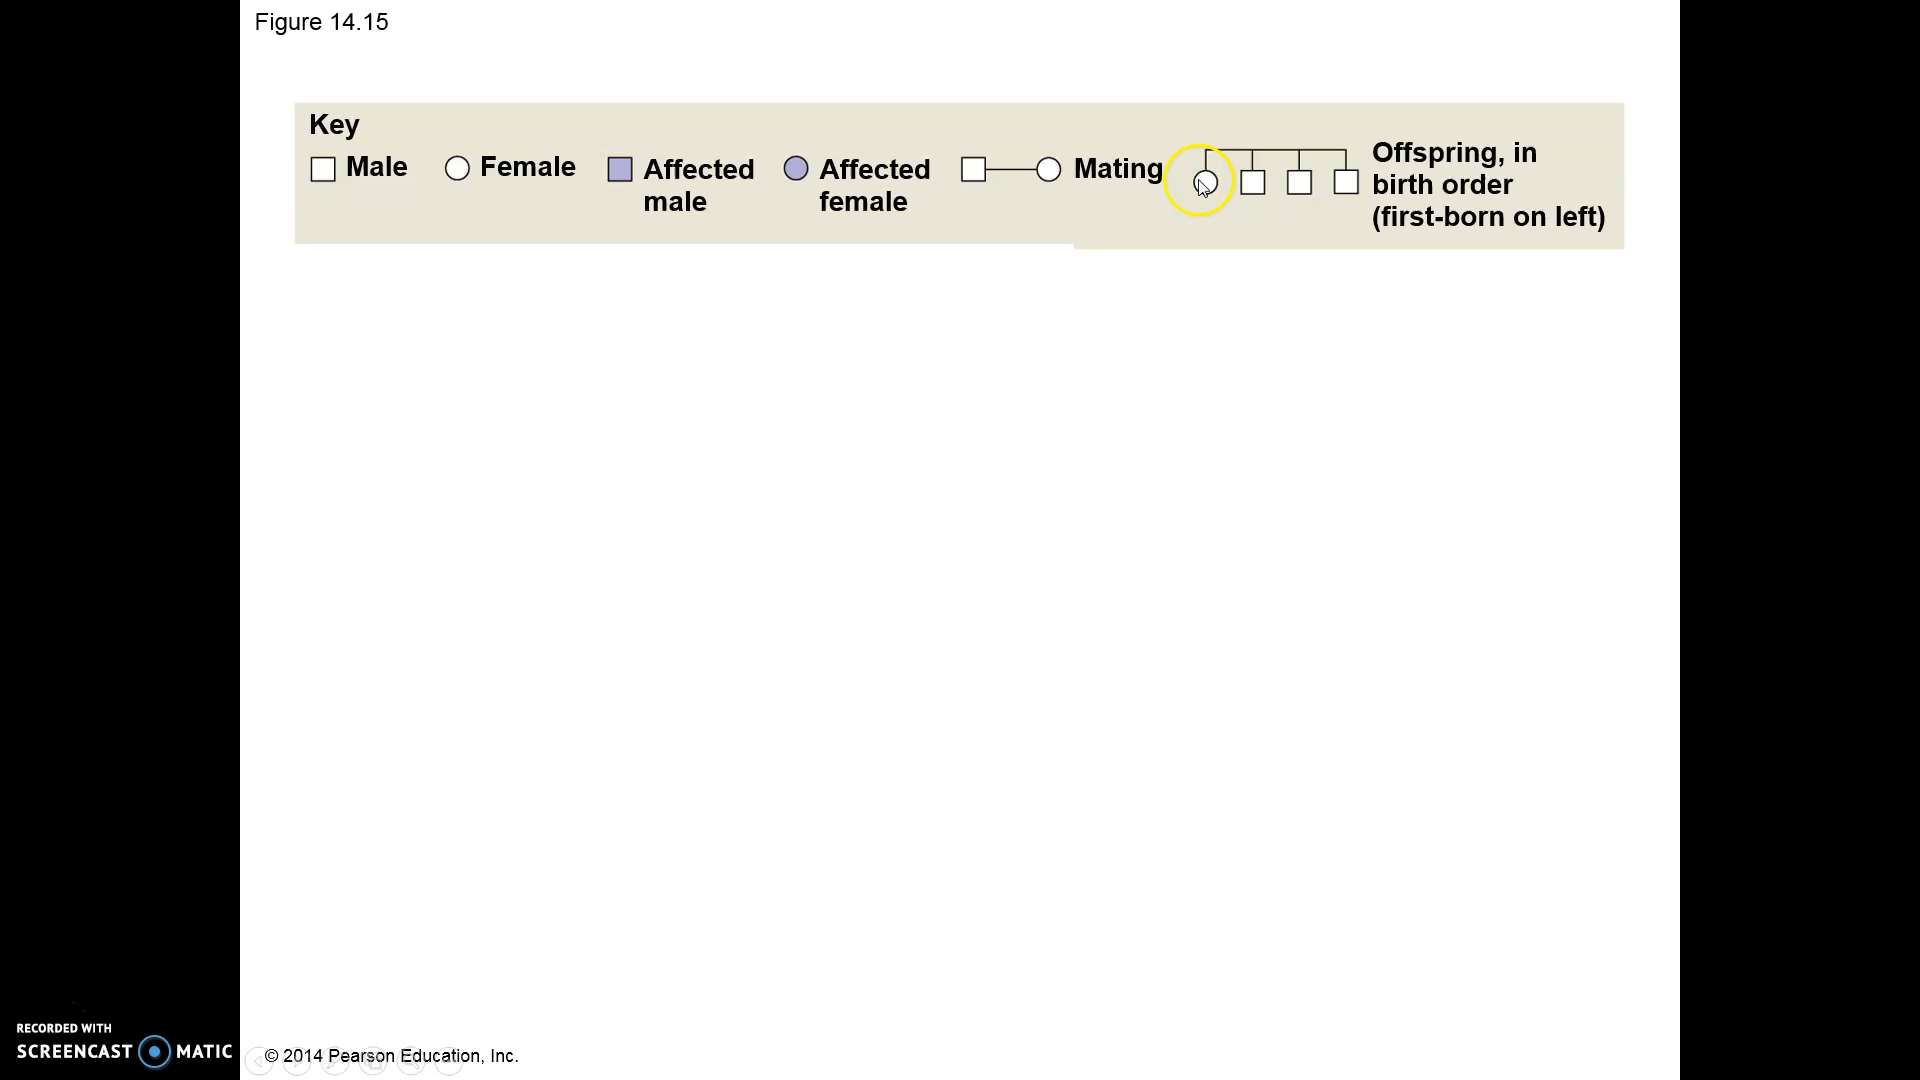 Figure 14.15
Key
Male
Female
Affected
male
Affected
female
Mating
Offspring, in
birth order
(first-born on left)
RECORDED WITH
SCREENCAST MATIC
© 2014 Pearson Education, Inc.